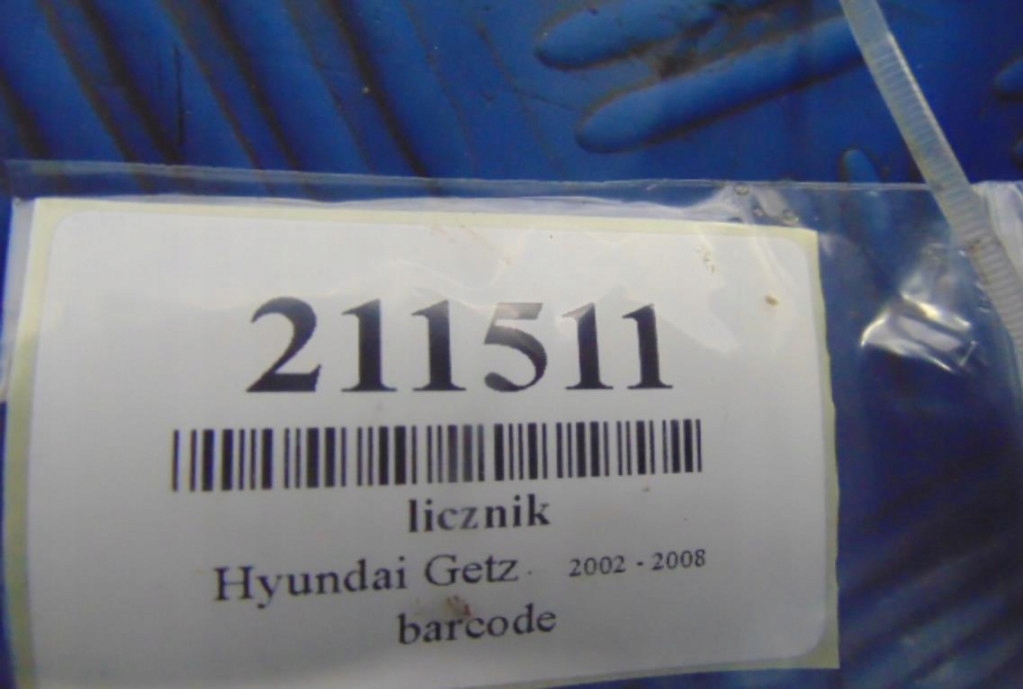 211511
licznik
Hyundai Getz 2002 - 2008
barcode